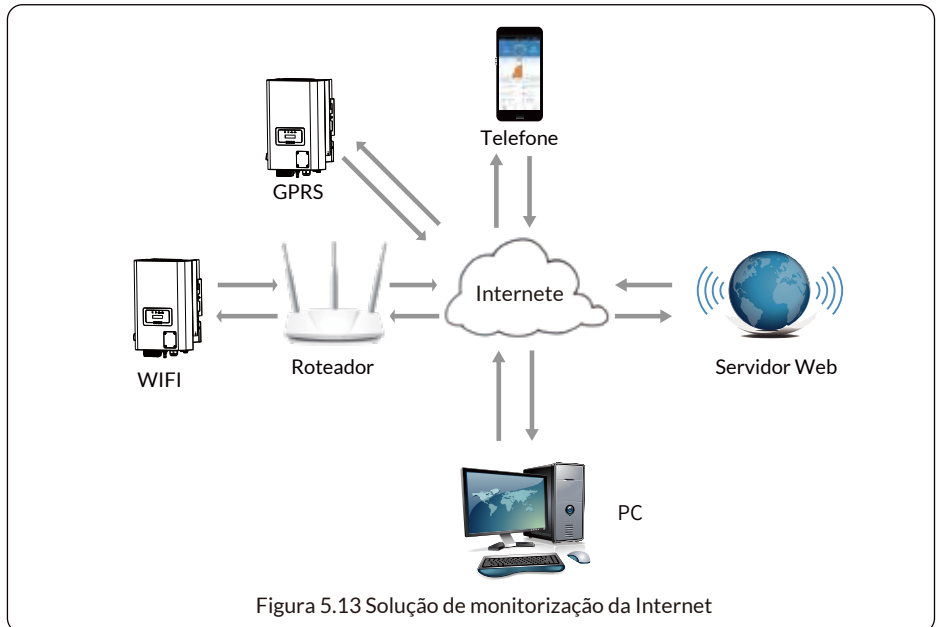 Telefone
GPRS
Internete
WIFI
Roteador
Servidor Web
PC
Figura 5.13 Solução de monitorização da Internet